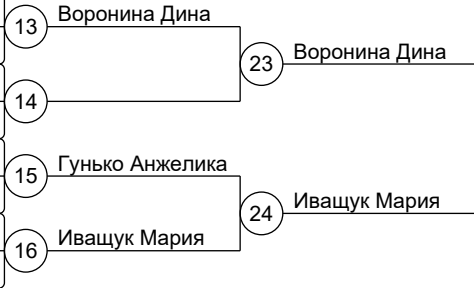 13 Воронина Дина
23 Воронина Дина
14
15 Гунько Анжелика
24 Иващук Мария
16 Иващук Мария